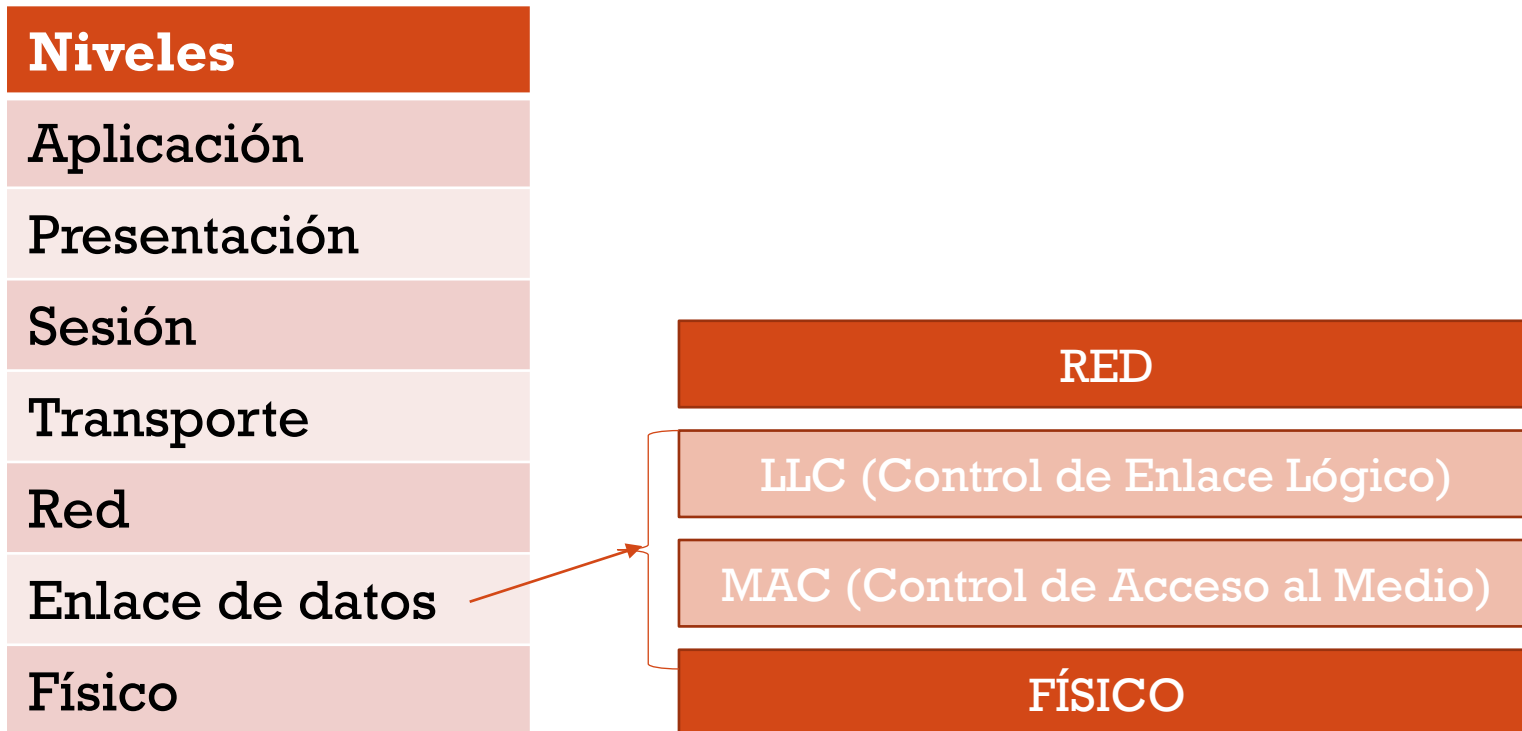 Niveles
Aplicación
Presentación
Sesión
Transporte
Red
Enlace de datos
Físico
RED
LLC (Control de Enlace Lógico)
MAC (Control de Acceso al Medio)
FÍSICO